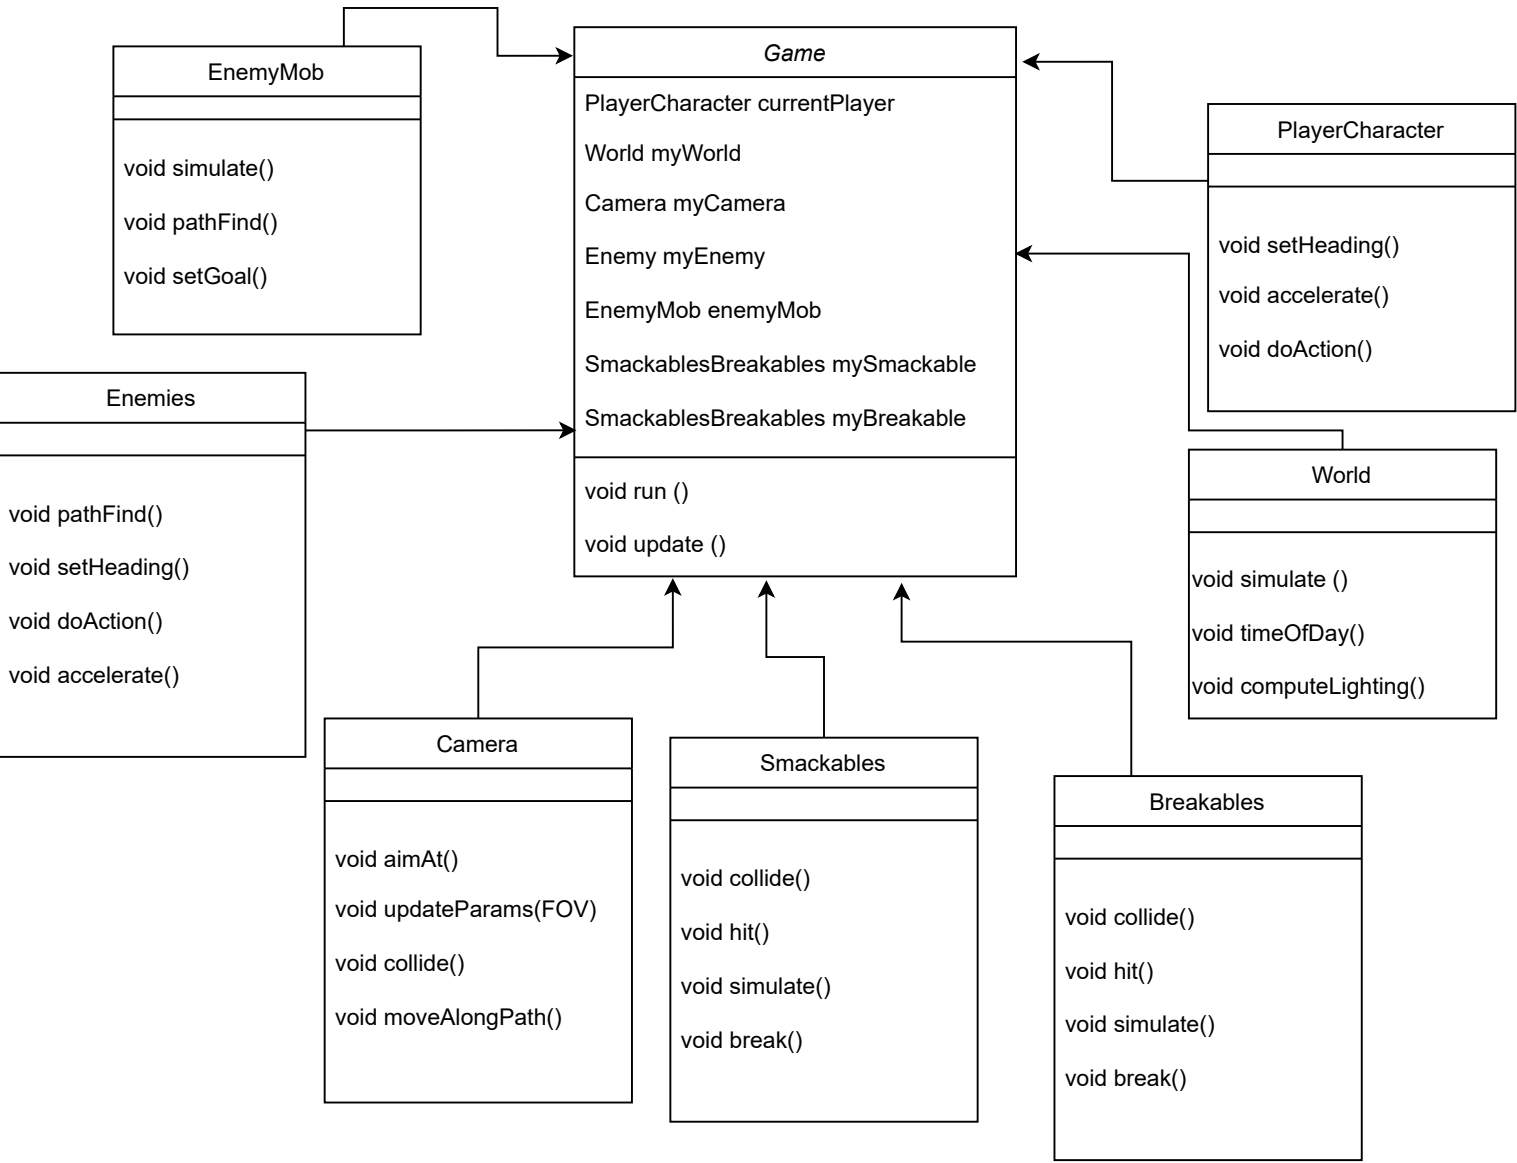 EnemyMob
void simulate()
void pathFind()
void setGoal()
Game
PlayerCharacter currentPlayer
World myWorld
Camera myCamera
Enemy myEnemy
EnemyMob enemyMob
SmackablesBreakables mySmackable
SmackablesBreakables myBreakable
void run ()
void update ()
PlayerCharacter
void setHeading()
void accelerate()
void doAction()
Enemies
void pathFind()
void setHeading()
void doAction()
void accelerate()
World
void simulate ()
void timeOfDay()
void computeLighting()
Camera
void aimAt()
void updateParams(FOV)
void collide()
void moveAlongPath()
Smackables
void collide()
void hit()
void simulate()
void break()
Breakables
void collide()
void hit()
void simulate()
void break()